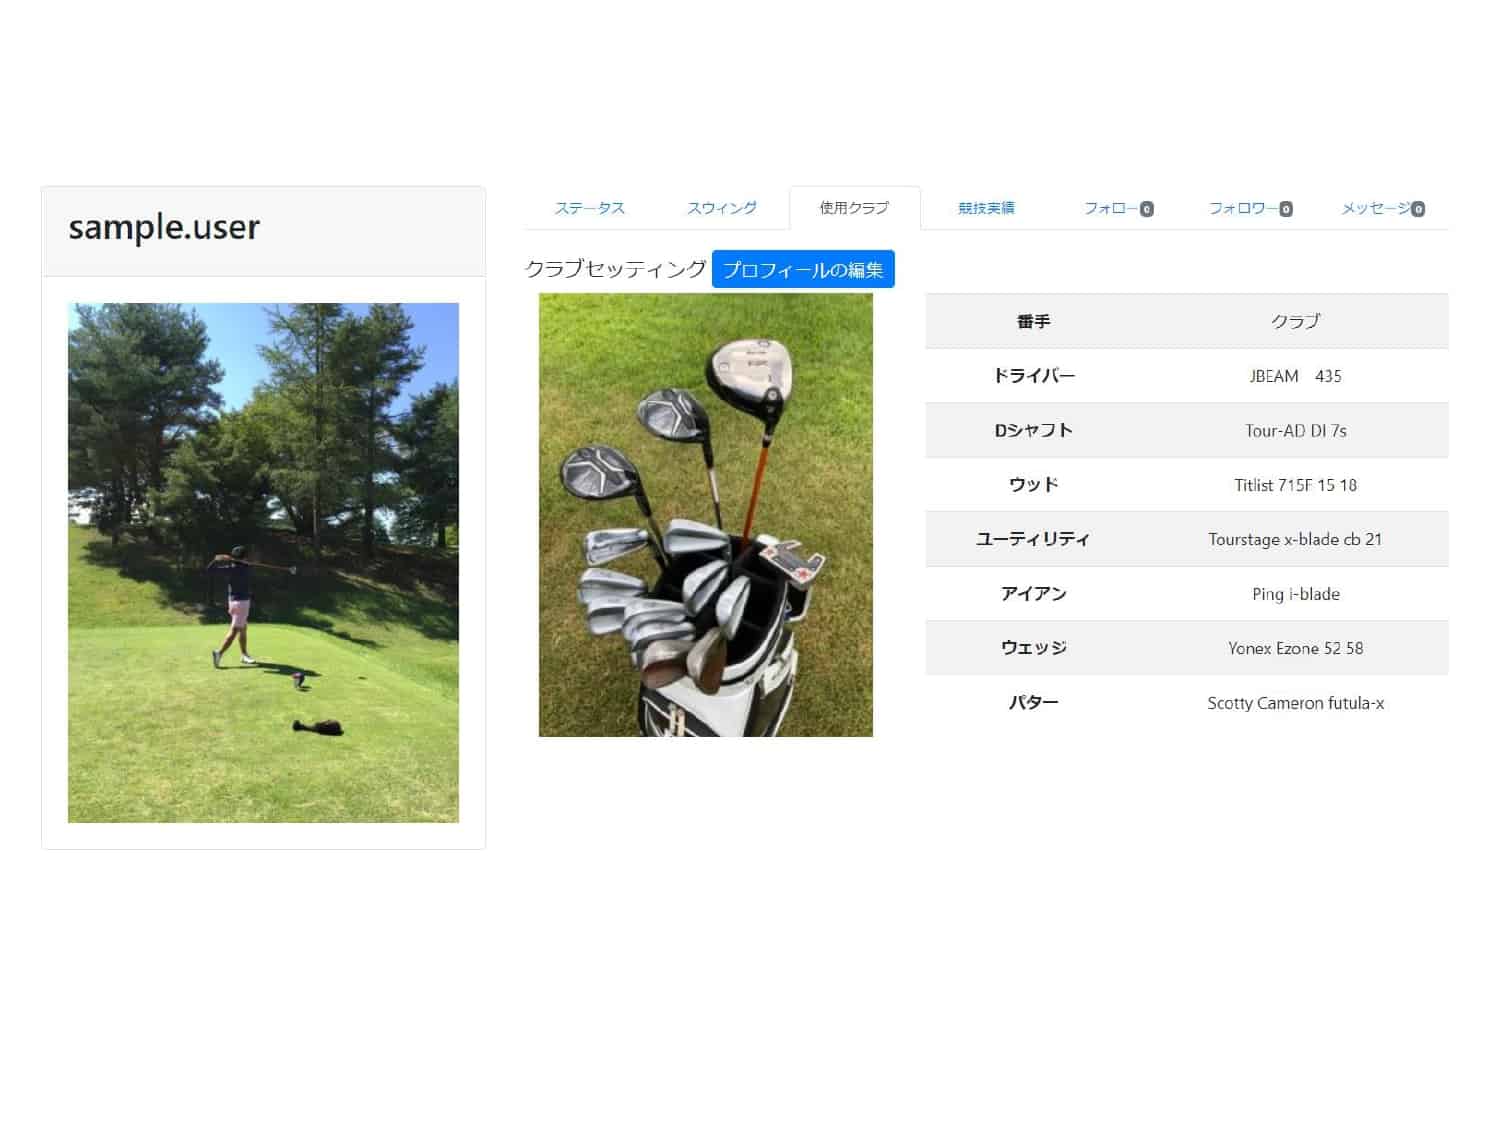 sample.user
ステータス スウィング 使用クラブ 競技実績 フォロー0 フォロワー0 メッセージ0
クラブセッティング プロフィールの編集
番手 クラブ
ドライバー JBEAM　435
Dシャフト Tour-AD DI 7s
ウッド Titlist 715F 15 18
ユーティリティ Tourstage x-blade cb 21
アイアン Ping i-blade
ウェッジ Yonex Ezone 52 58
パター Scotty Cameron futula-x